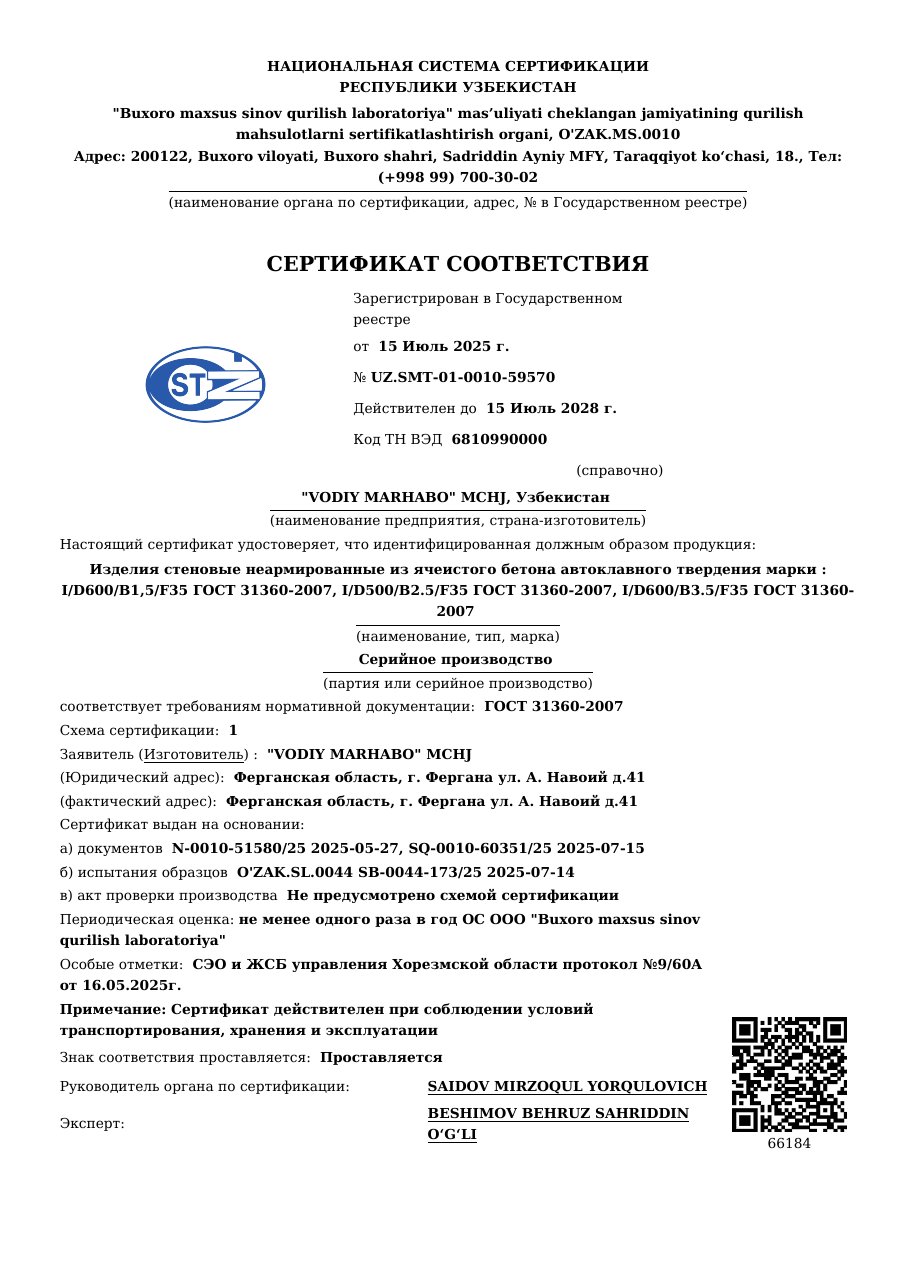 НАЦИОНАЛЬНАЯ СИСТЕМА СЕРТИФИКАЦИИ
РЕСПУБЛИКИ УЗБЕКИСТАН
"Buxoro maxsus sinov qurilish laboratoriya" mas’uliyati cheklangan jamiyatining qurilish
mahsulotlarni sertifikatlashtirish organi, O'ZAK.MS.0010
Адрес: 200122, Buxoro viloyati, Buxoro shahri, Sadriddin Ayniy MFY, Taraqqiyot ko‘chasi, 18., Тел:
(+998 99) 700-30-02
(наименование органа по сертификации, адрес, № в Государственном реестре)
СЕРТИФИКАТ СООТВЕТСТВИЯ
Зарегистрирован в Государственном
реестре
от 15 Июль 2025 г.
ST
№ UZ.SMT-01-0010-59570
Действителен до 15 Июль 2028 г.
Код ТН ВЭД 6810990000
(справочно)
"VODIY MARHABO" MCHJ, Узбекистан
(наименование предприятия, страна-изготовитель)
Настоящий сертификат удостоверяет, что идентифицированная должным образом продукция:
Изделия стеновые неармированные из ячеистого бетона автоклавного твердения марки :
I/D600/B1,5/F35 ГОСТ 31360-2007, I/D500/B2.5/F35 ГОСТ 31360-2007, I/D600/B3.5/F35 ГОСТ 31360-
2007
(наименование, тип, марка)
Серийное производство
(партия или серийное производство)
соответствует требованиям нормативной документации: ГОСТ 31360-2007
Схема сертификации: 1
Заявитель (Изготовитель) : "VODIY MARHABO" MCHJ
(Юридический адрес): Ферганская область, г. Фергана ул. А. Навоий д.41
(фактический адрес): Ферганская область, г. Фергана ул. А. Навоий д.41
Сертификат выдан на основании:
а) документов N-0010-51580/25 2025-05-27, SQ-0010-60351/25 2025-07-15
б) испытания образцов O'ZAK.SL.0044 SB-0044-173/25 2025-07-14
в) акт проверки производства Не предусмотрено схемой сертификации
Периодическая оценка: не менее одного раза в год ОС ООО "Buxoro maxsus sinov
qurilish laboratoriya"
Особые отметки: СЭО и ЖСБ управления Хорезмской области протокол №9/60А
от 16.05.2025г.
Примечание: Сертификат действителен при соблюдении условий
транспортирования, хранения и эксплуатации
Знак соответствия проставляется: Проставляется
Руководитель органа по сертификации: SAIDOV MIRZOQUL YORQULOVICH
Эксперт: BESHIMOV BEHRUZ SAHRIDDIN
O‘G‘LI
66184